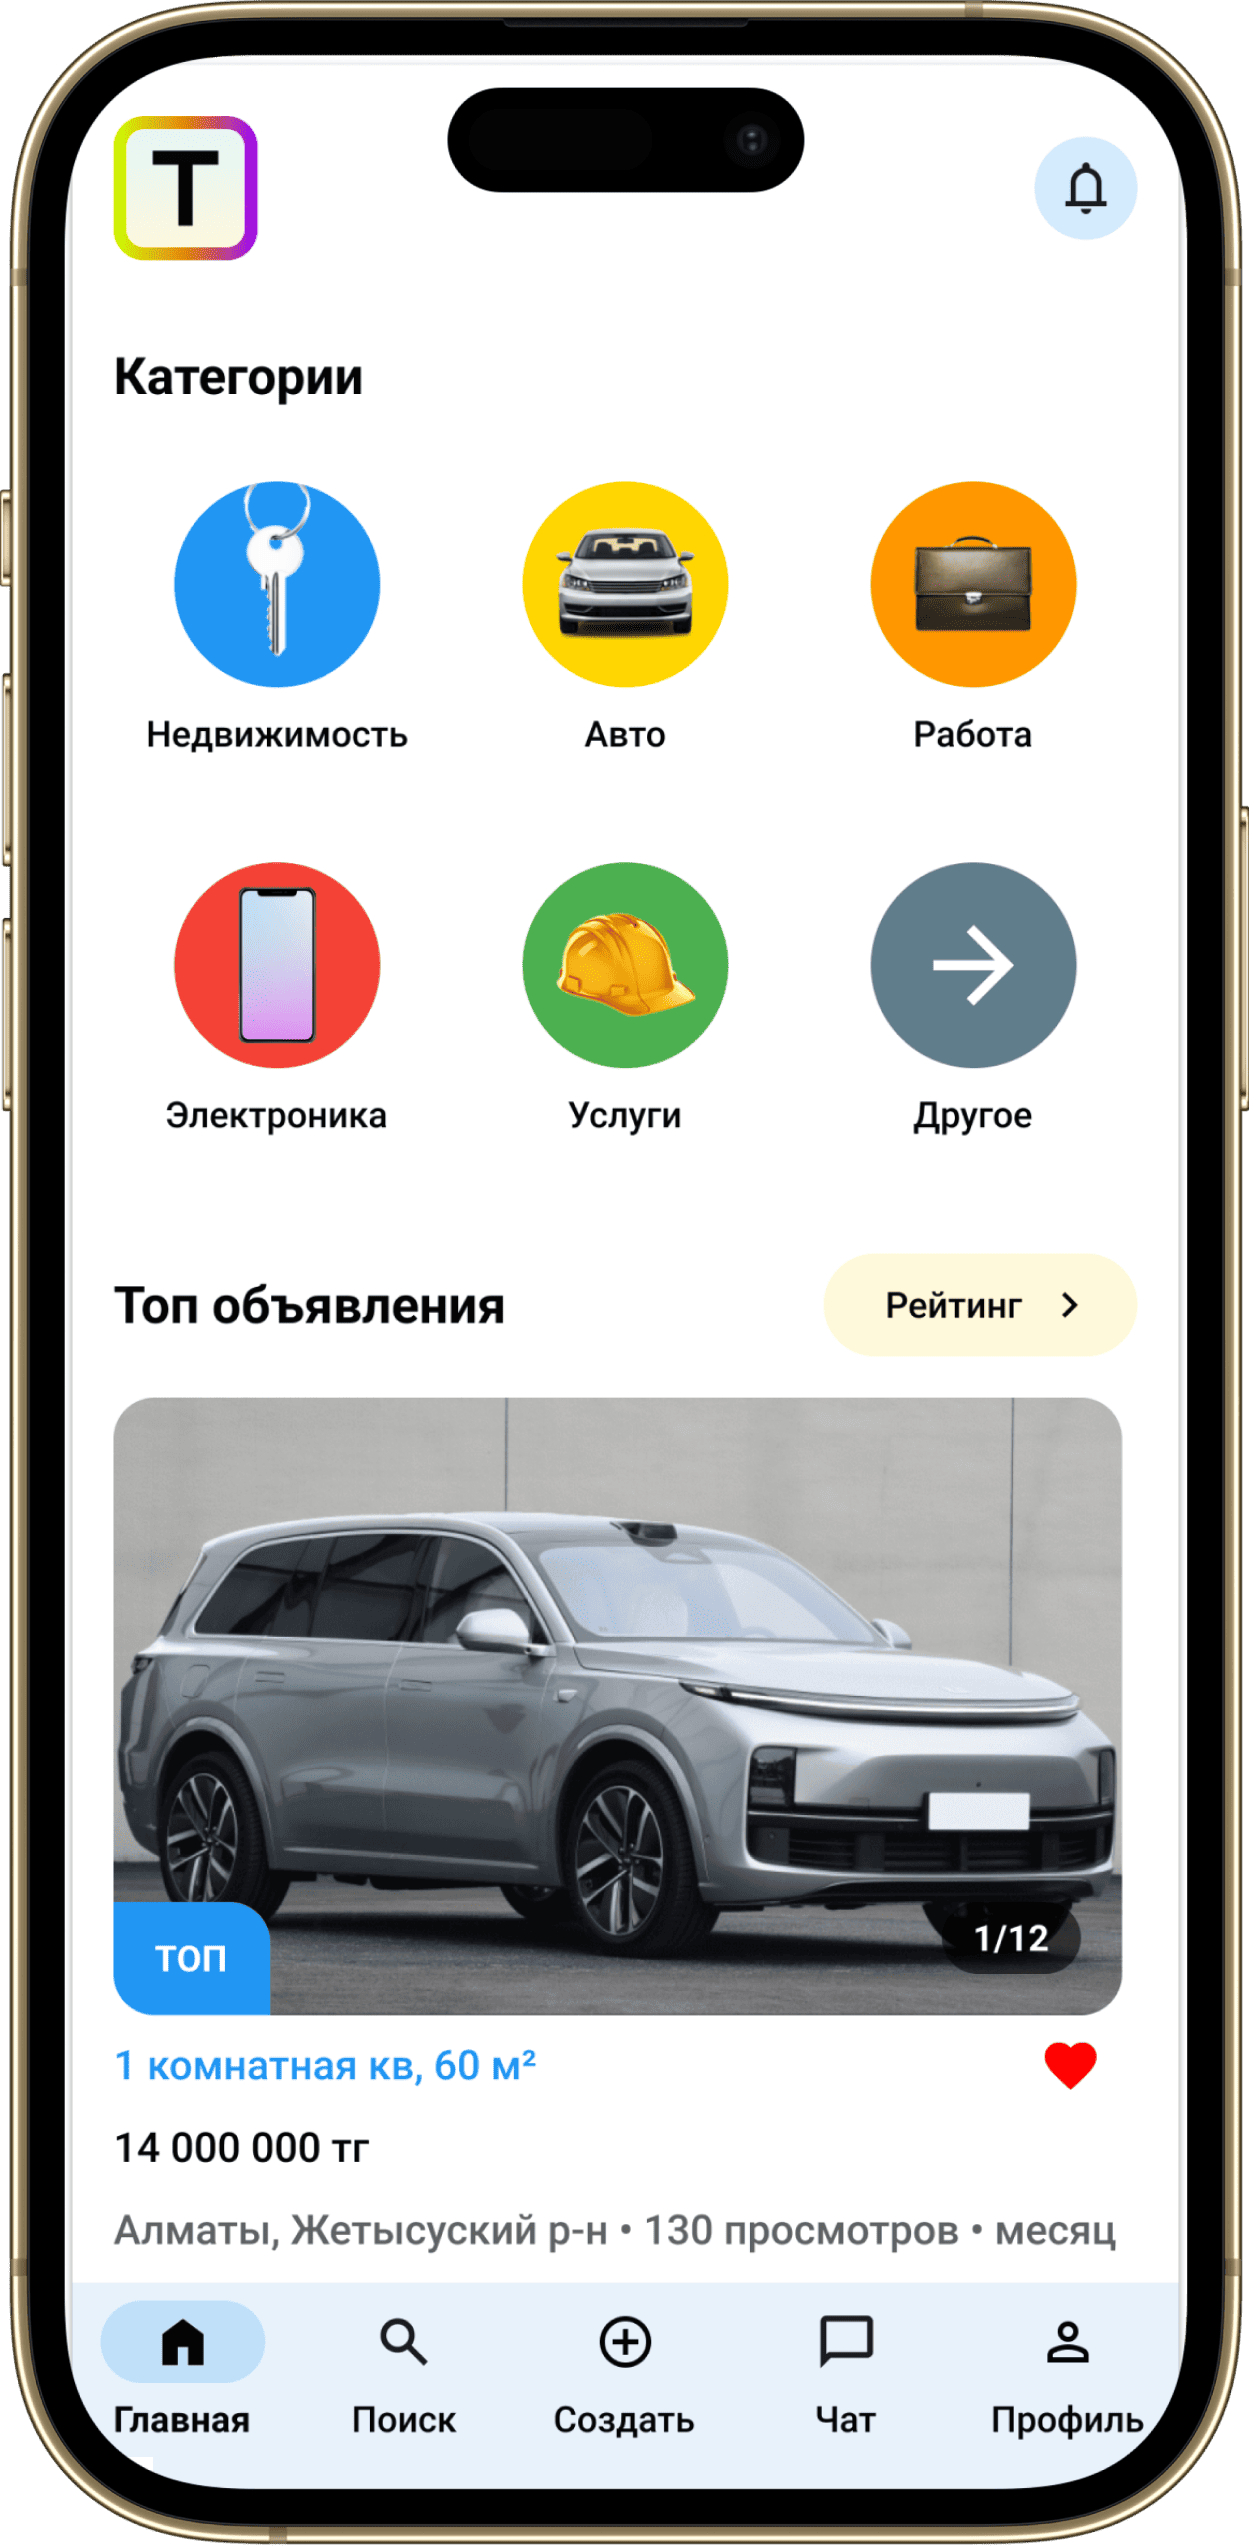 T
Категории
Недвижимость Авто Работа
Электроника Услуги Другое
Топ объявления Рейтинг
1/12
ТОП
1 комнатная кв, 60 м²
14 000 000 тг
Алматы, Жетысуский р-н • 130 просмотров • месяц
Главная Поиск Создать Чат Профиль